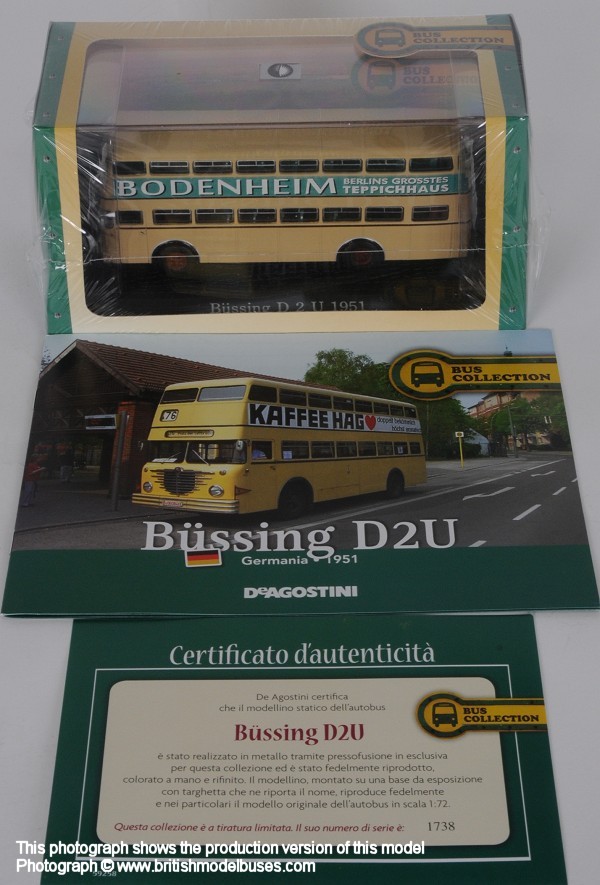 BUS
COLLECTION
BUS
COLLECTION
BODENHEIM
BERLINS GRÖSSTES
TEPPICHHAUS
Büssing D 2 U 1951
BUS
COLLECTION
76
KAFFEE HAG
doppelt bekömmlich
Büssing D2U
Germania • 1951
DeAGOSTINI
Certificato d'autenticità
De Agostini certifica
che il modellino statico dell'autobus
BUS
COLLECTION
Büssing D2U
è stato realizzato in metallo tramite pressofusione in esclusiva
per questa collezione ed è stato fedelmente riprodotto,
colorato a mano e rifinito. Il modellino, montato su una base da esposizione
con targhetta che ne riporta il nome, riproduce fedelmente
e nei particolari il modello originale dell'autobus in scala 1:72.
Questa collezione è a tiratura limitata. Il suo numero di serie è: 1738
This photograph shows the production version of this model
Photograph © www.britishmodelbuses.com